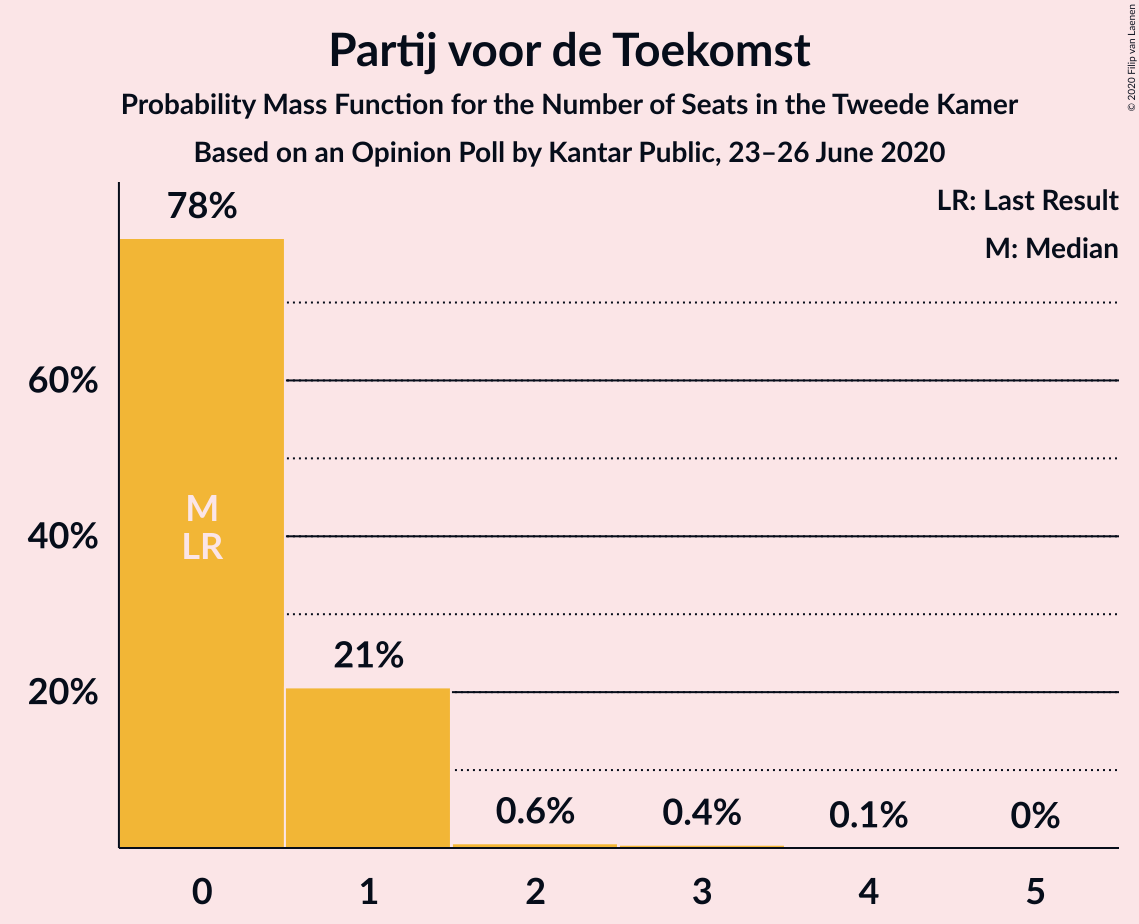 Partij voor de Toekomst
Probability Mass Function for the Number of Seats in the Tweede Kamer
Based on an Opinion Poll by Kantar Public, 23–26 June 2020
© 2020 Filip van Laenen
LR: Last Result
M: Median
78%
60%
40%
20%
M
LR
21%
0.6%
0.4%
0.1%
0%
0
1
2
3
4
5